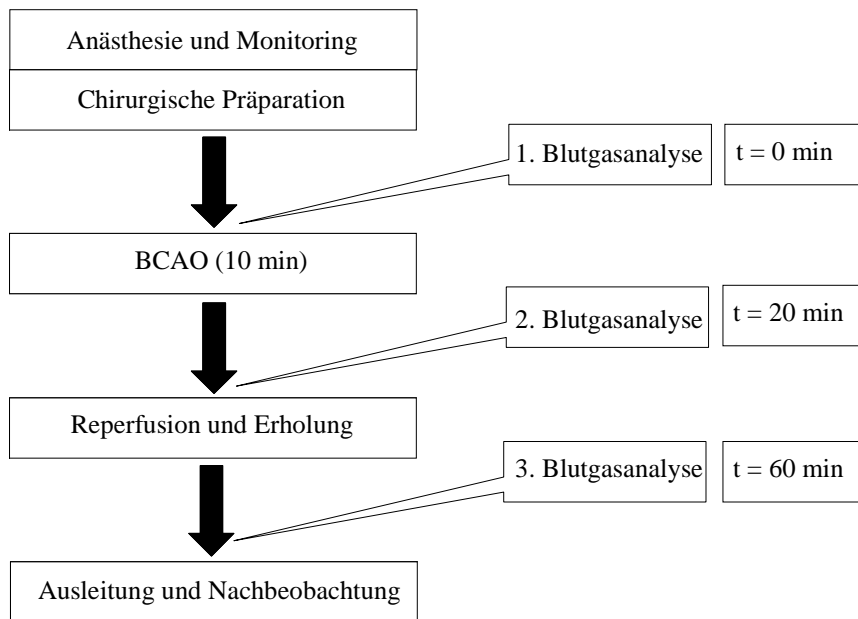 Anästhesie und Monitoring
Chirurgische Präparation
1. Blutgasanalyse
t = 0 min
BCAO (10 min)
2. Blutgasanalyse
t = 20 min
Reperfusion und Erholung
3. Blutgasanalyse
t = 60 min
Ausleitung und Nachbeobachtung